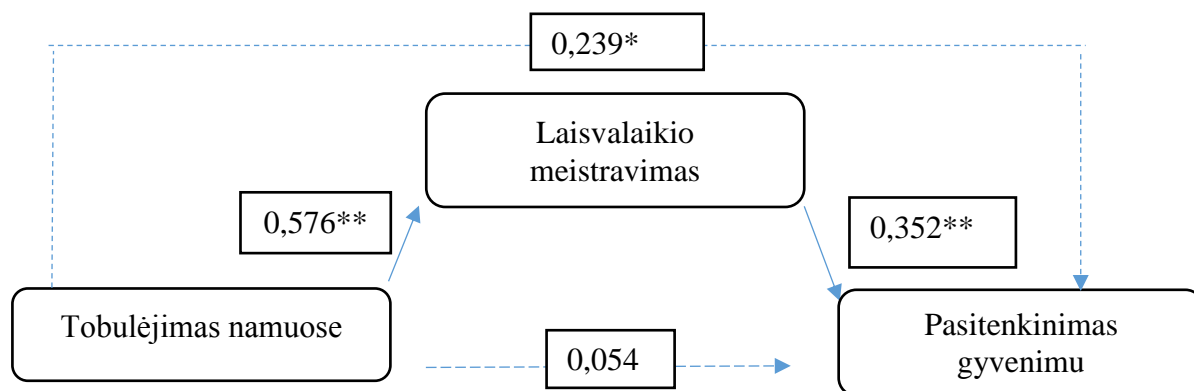 0,239*
Laisvalaikio
meistravimas
0,576**
0,352**
Tobulėjimas namuose
Pasitenkinimas
gyvenimu
0,054